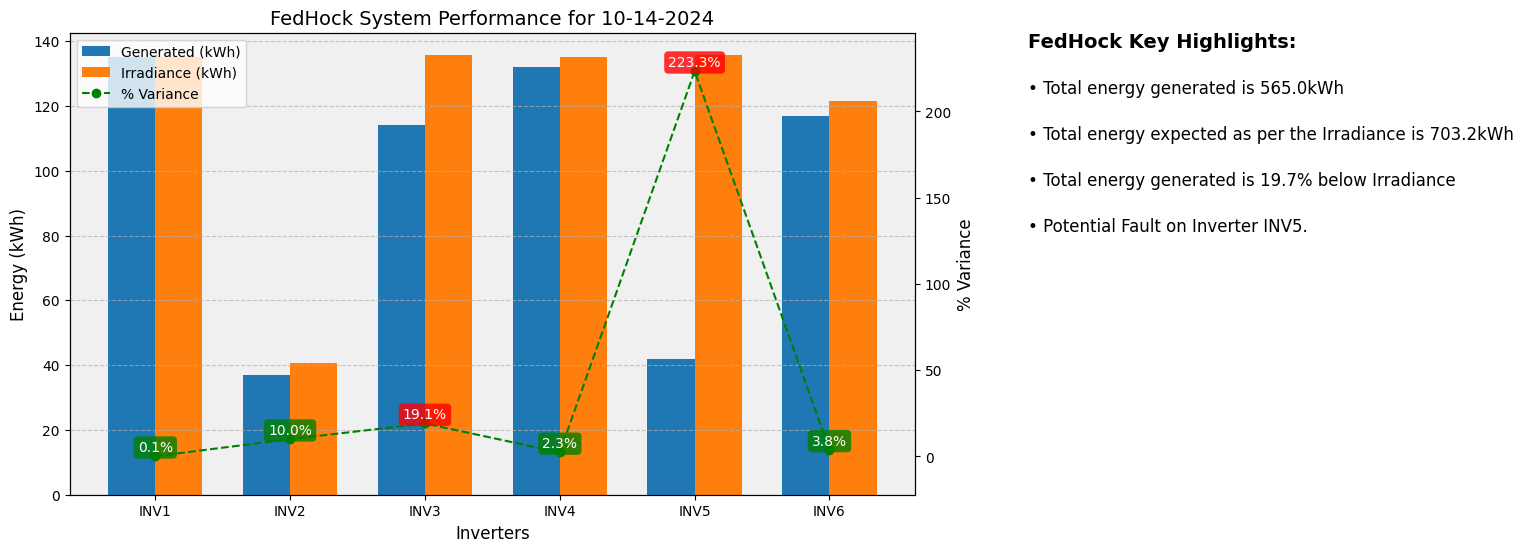 FedHock System Performance for 10-14-2024
Generated (kWh)
Irradiance (kWh)
% Variance
Energy (kWh)
140
120
100
80
60
40
20
0
0.1%
10.0%
19.1%
2.3%
223.3%
3.8%
200
150
100
50
0
% Variance
INV1
INV2
INV3
INV4
INV5
INV6
Inverters
FedHock Key Highlights:
• Total energy generated is 565.0kWh
• Total energy expected as per the Irradiance is 703.2kWh
• Total energy generated is 19.7% below Irradiance
• Potential Fault on Inverter INV5.